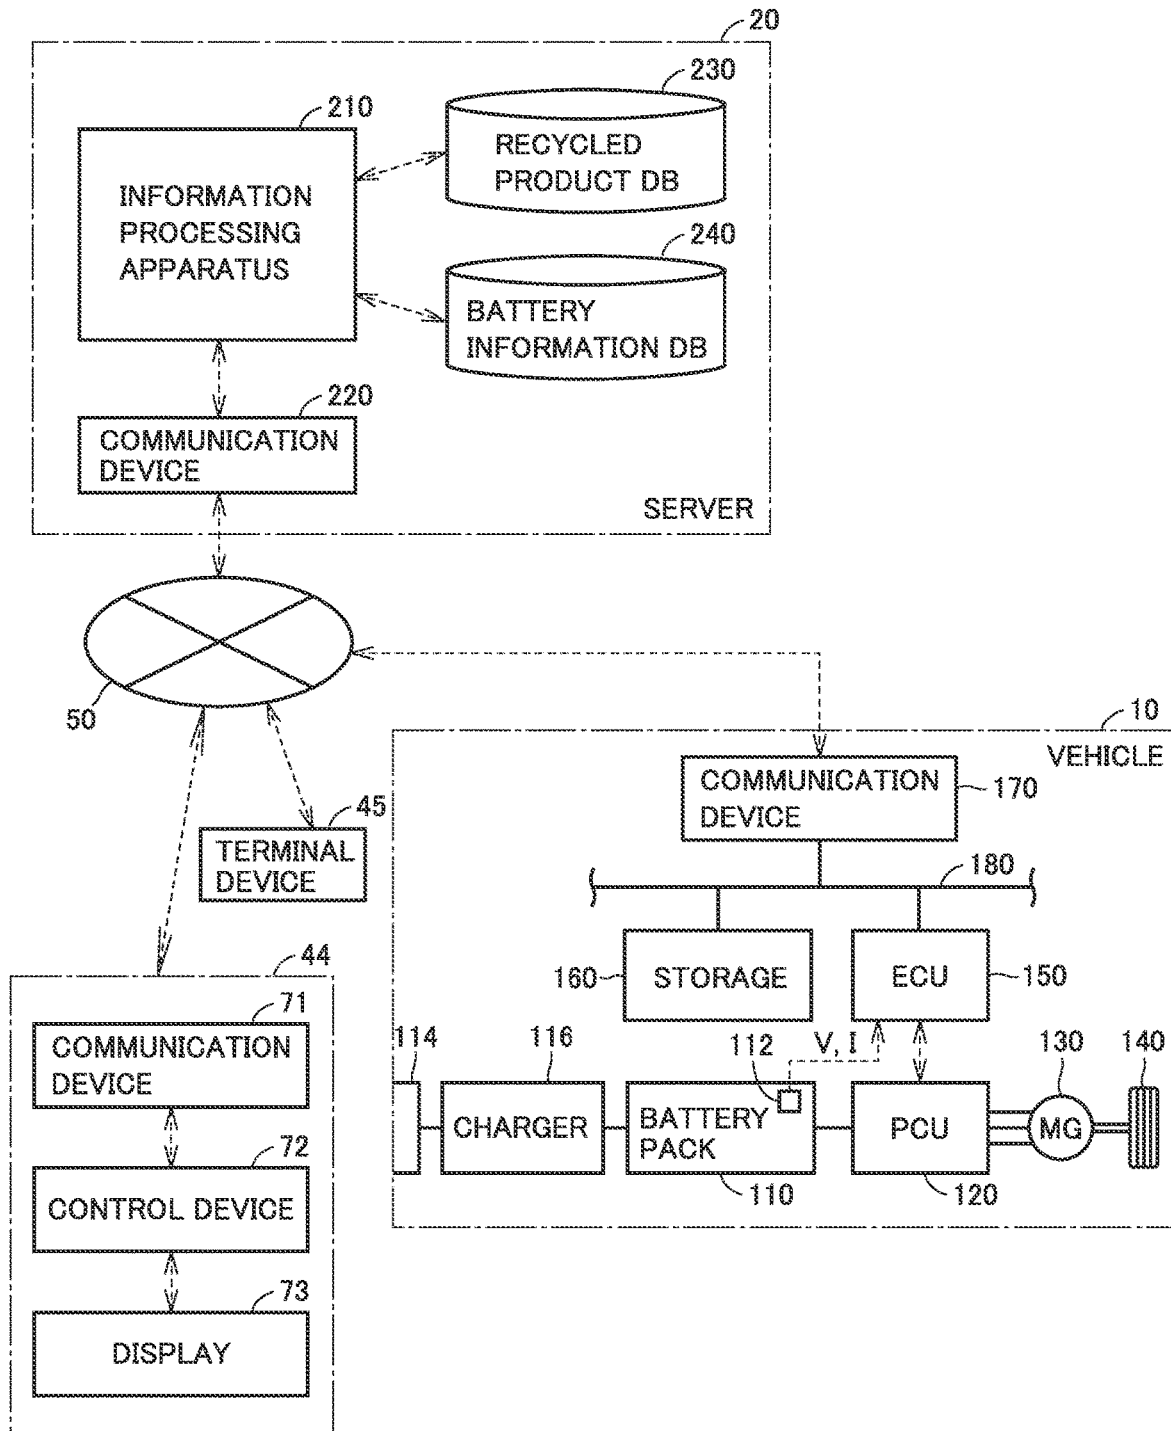 20
230
210
RECYCLED
PRODUCT DB
INFORMATION
PROCESSING
APPARATUS
240
BATTERY
INFORMATION DB
220
COMMUNICATION
DEVICE
SERVER
50
10
VEHICLE
COMMUNICATION
DEVICE
170
45
TERMINAL
DEVICE
180
44
160
STORAGE
ECU
150
71
COMMUNICATION
DEVICE
114
116
112
V, I
130
140
CHARGER
BATTERY
PACK
PCU
MG
72
110
120
CONTROL DEVICE
73
DISPLAY